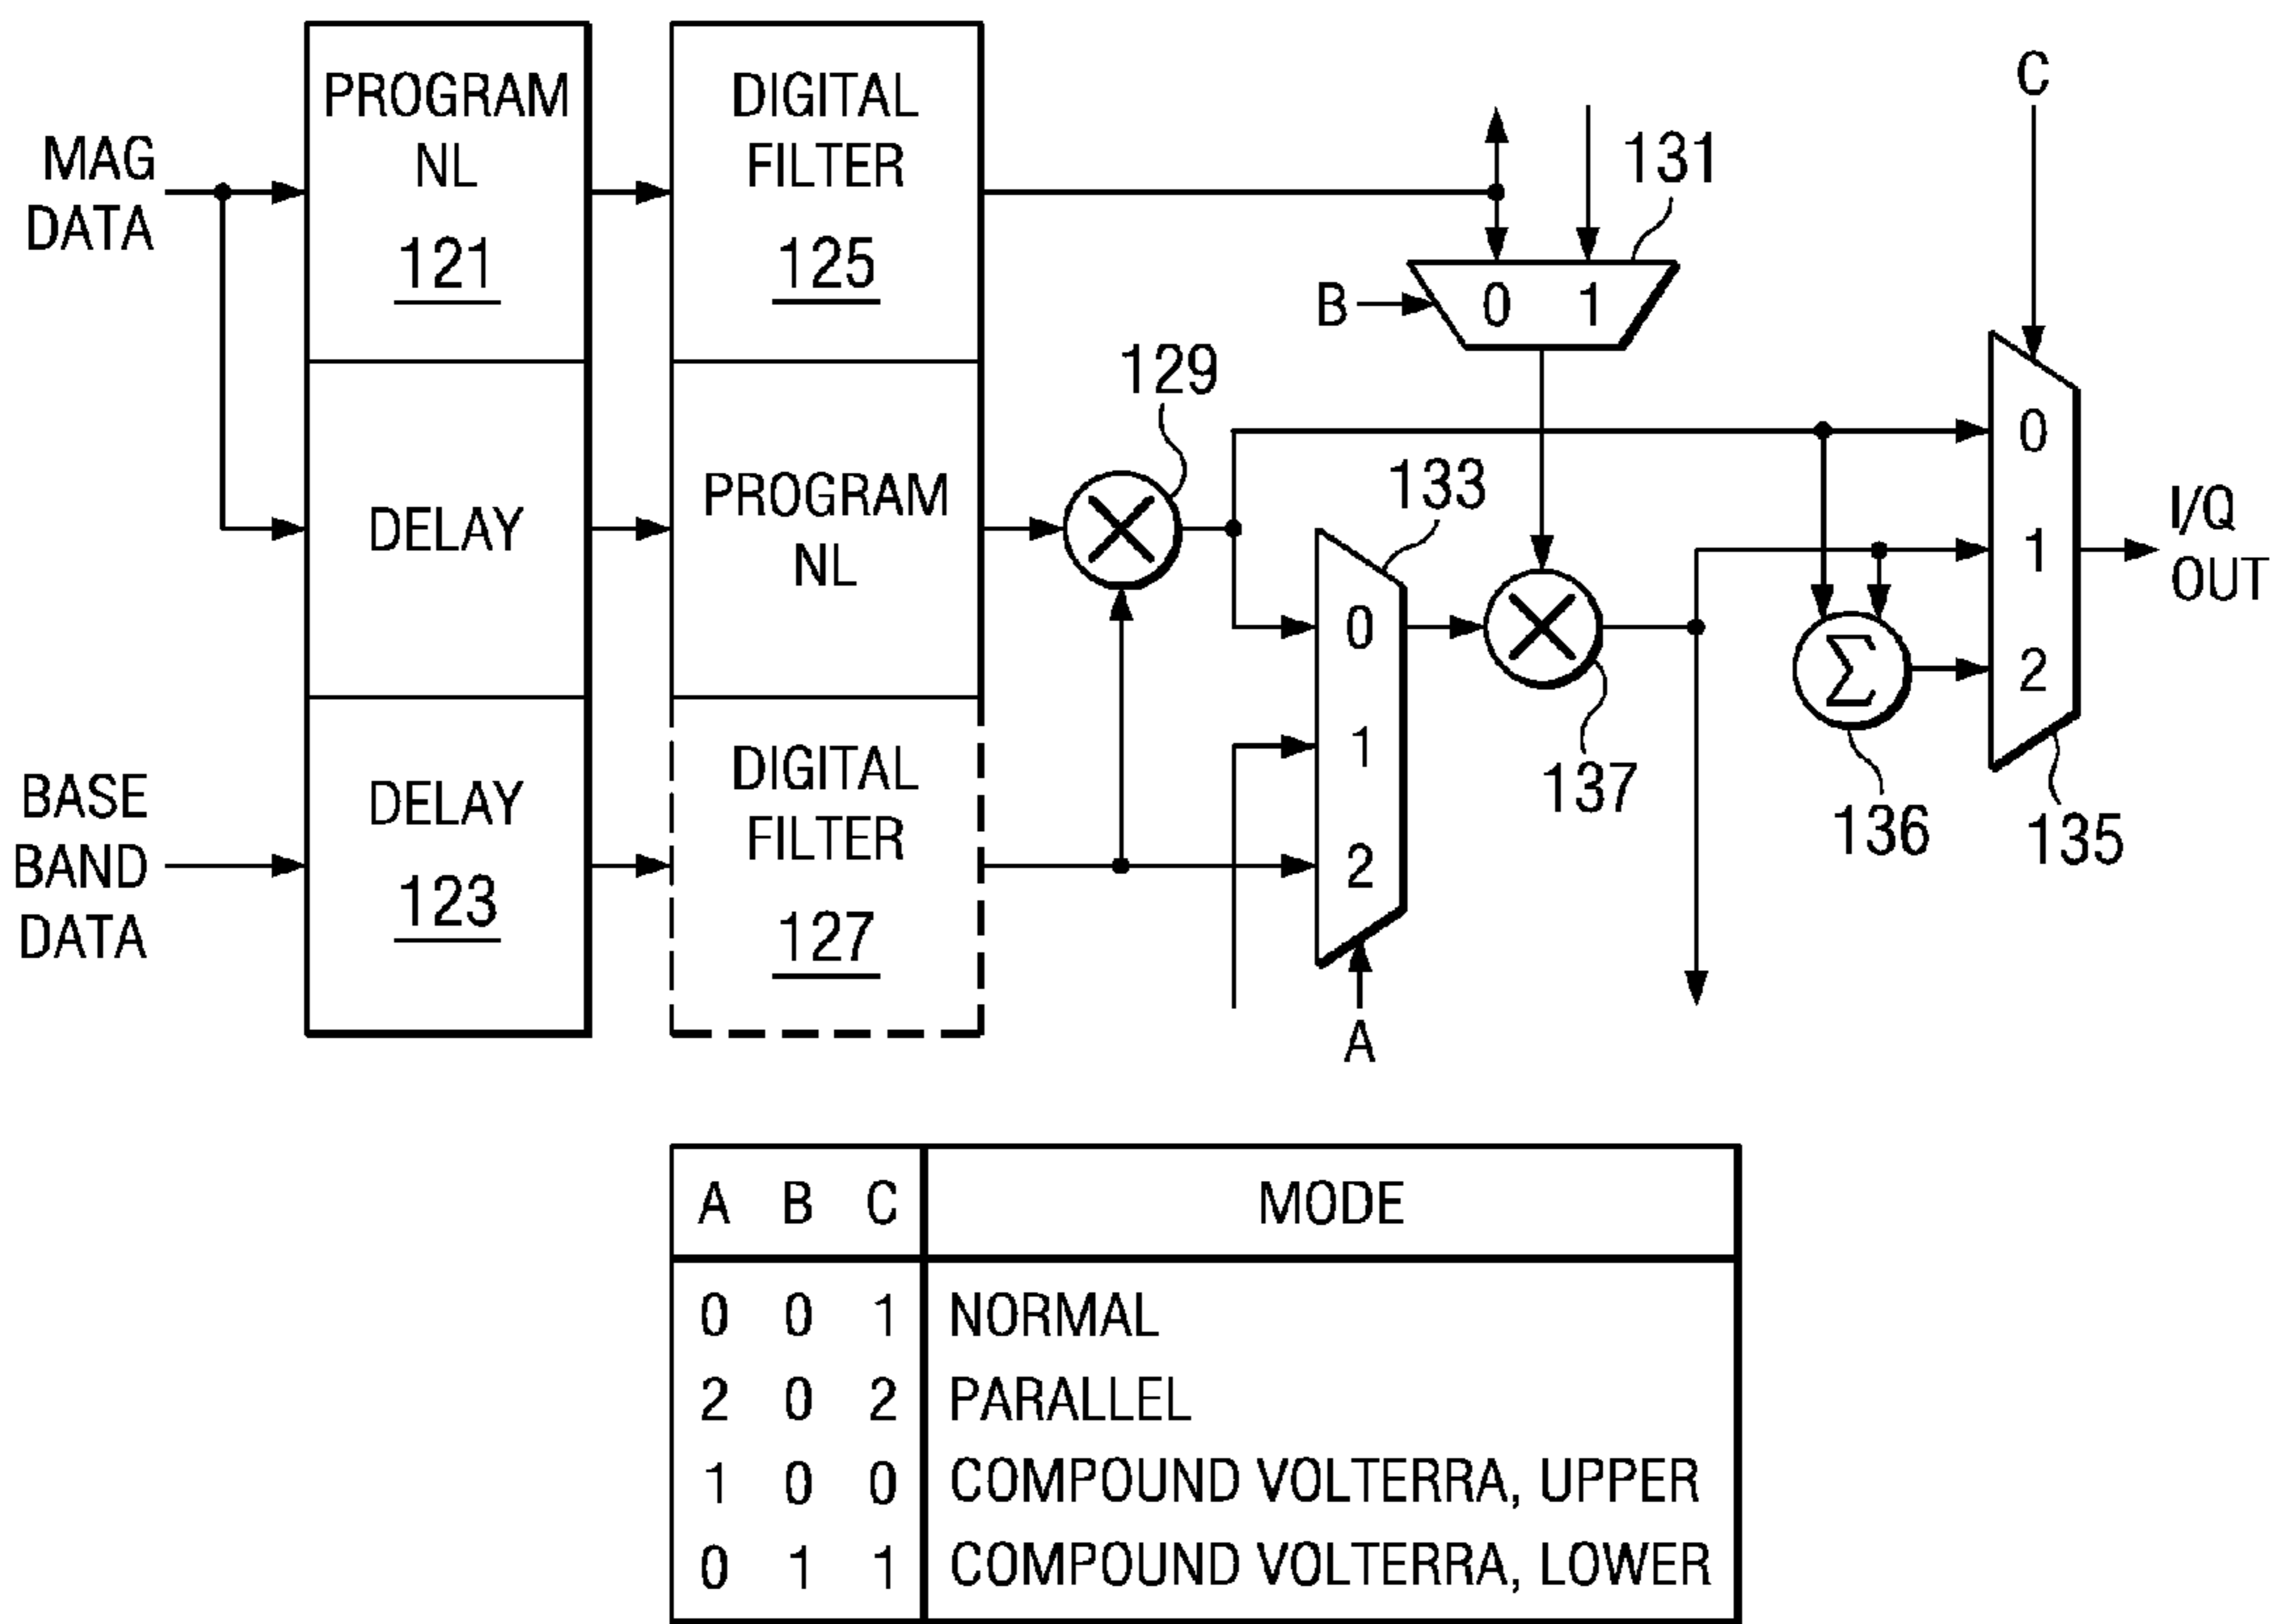 MAG
DATA
PROGRAM
NL
121
DIGITAL
FILTER
125
DELAY
PROGRAM
NL
BASE
BAND
DATA
DELAY
123
DIGITAL
FILTER
127
129
B
0 1
131
133
0
1
2
A
137
C
0
1
2
135
Σ
136
I/Q
OUT
A B C MODE
0 0 1 NORMAL
2 0 2 PARALLEL
1 0 0 COMPOUND VOLTERRA, UPPER
0 1 1 COMPOUND VOLTERRA, LOWER